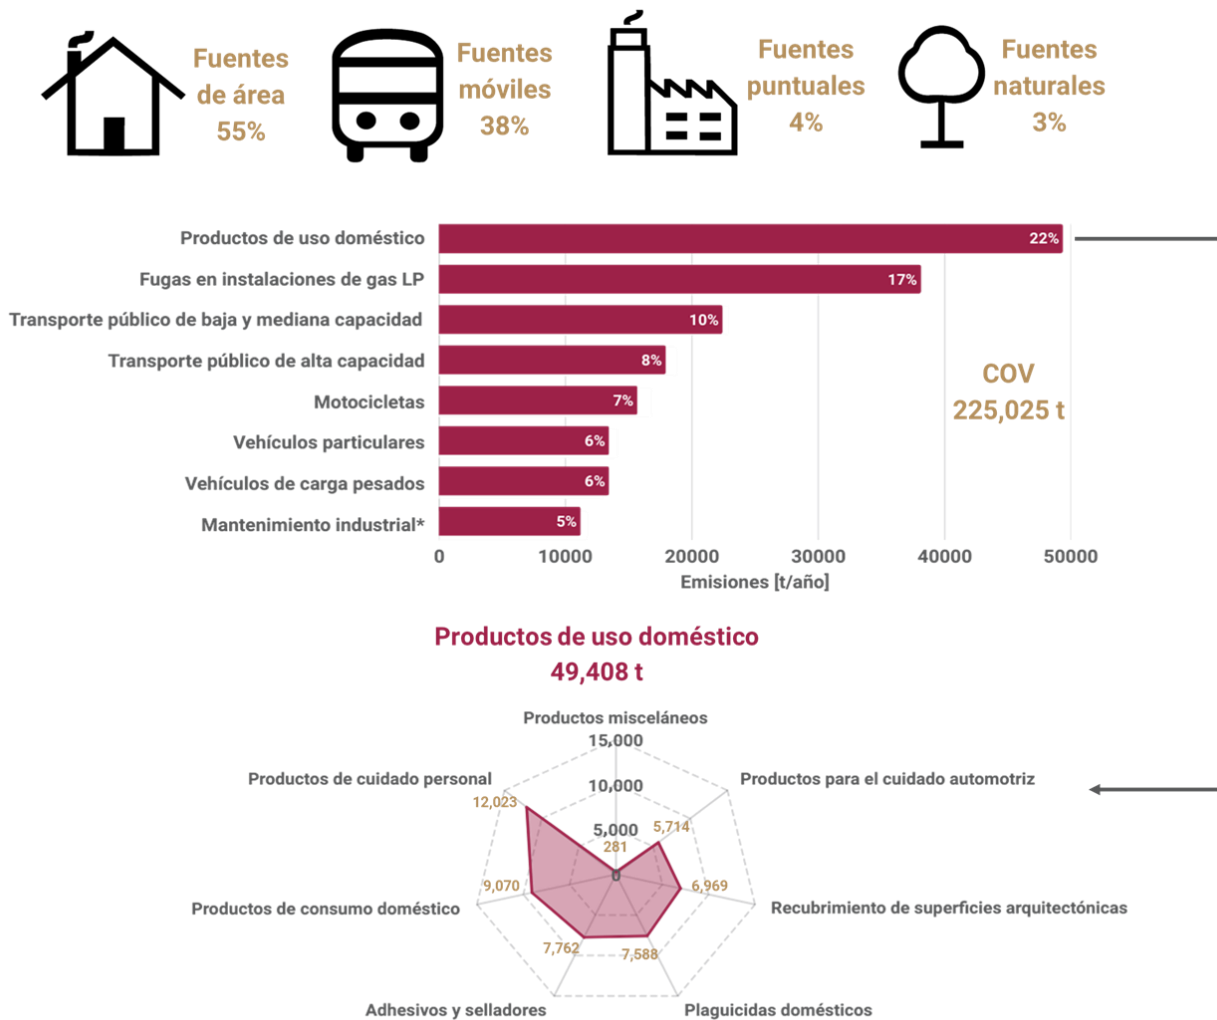 Fuentes
de área
55%
Fuentes
móviles
38%
Fuentes
puntuales
4%
Fuentes
naturales
3%
Productos de uso doméstico
22%
Fugas en instalaciones de gas LP
17%
Transporte público de baja y mediana capacidad
10%
Transporte público de alta capacidad
8%
Motocicletas
7%
Vehículos particulares
6%
Vehículos de carga pesados
6%
Mantenimiento industrial*
5%
COV
225,025 t
0 10000 20000 30000 40000 50000
Emisiones [t/año]
Productos de uso doméstico
49,408 t
Productos misceláneos
15,000
Productos de cuidado personal
Productos para el cuidado automotriz
10,000
12,023
5,000
5,714
281
0
9,070
6,969
Productos de consumo doméstico
Recubrimiento de superficies arquitectónicas
7,762
7,588
Adhesivos y selladores
Plaguicidas domésticos